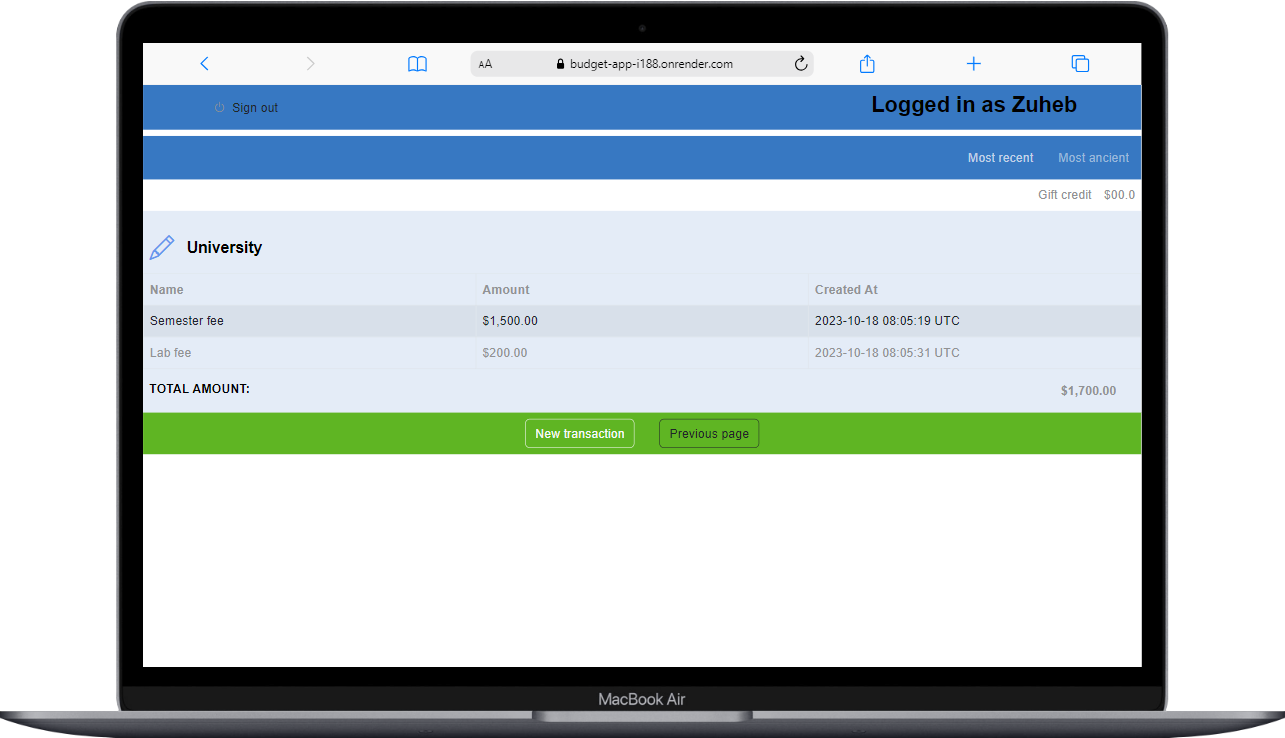 AA budget-app-i188.onrender.com
Sign out Logged in as Zuheb
Most recent Most ancient
Gift credit $00.0
University
Name Amount Created At
Semester fee $1,500.00 2023-10-18 08:05:19 UTC
Lab fee $200.00 2023-10-18 08:05:31 UTC
TOTAL AMOUNT: $1,700.00
New transaction Previous page
MacBook Air